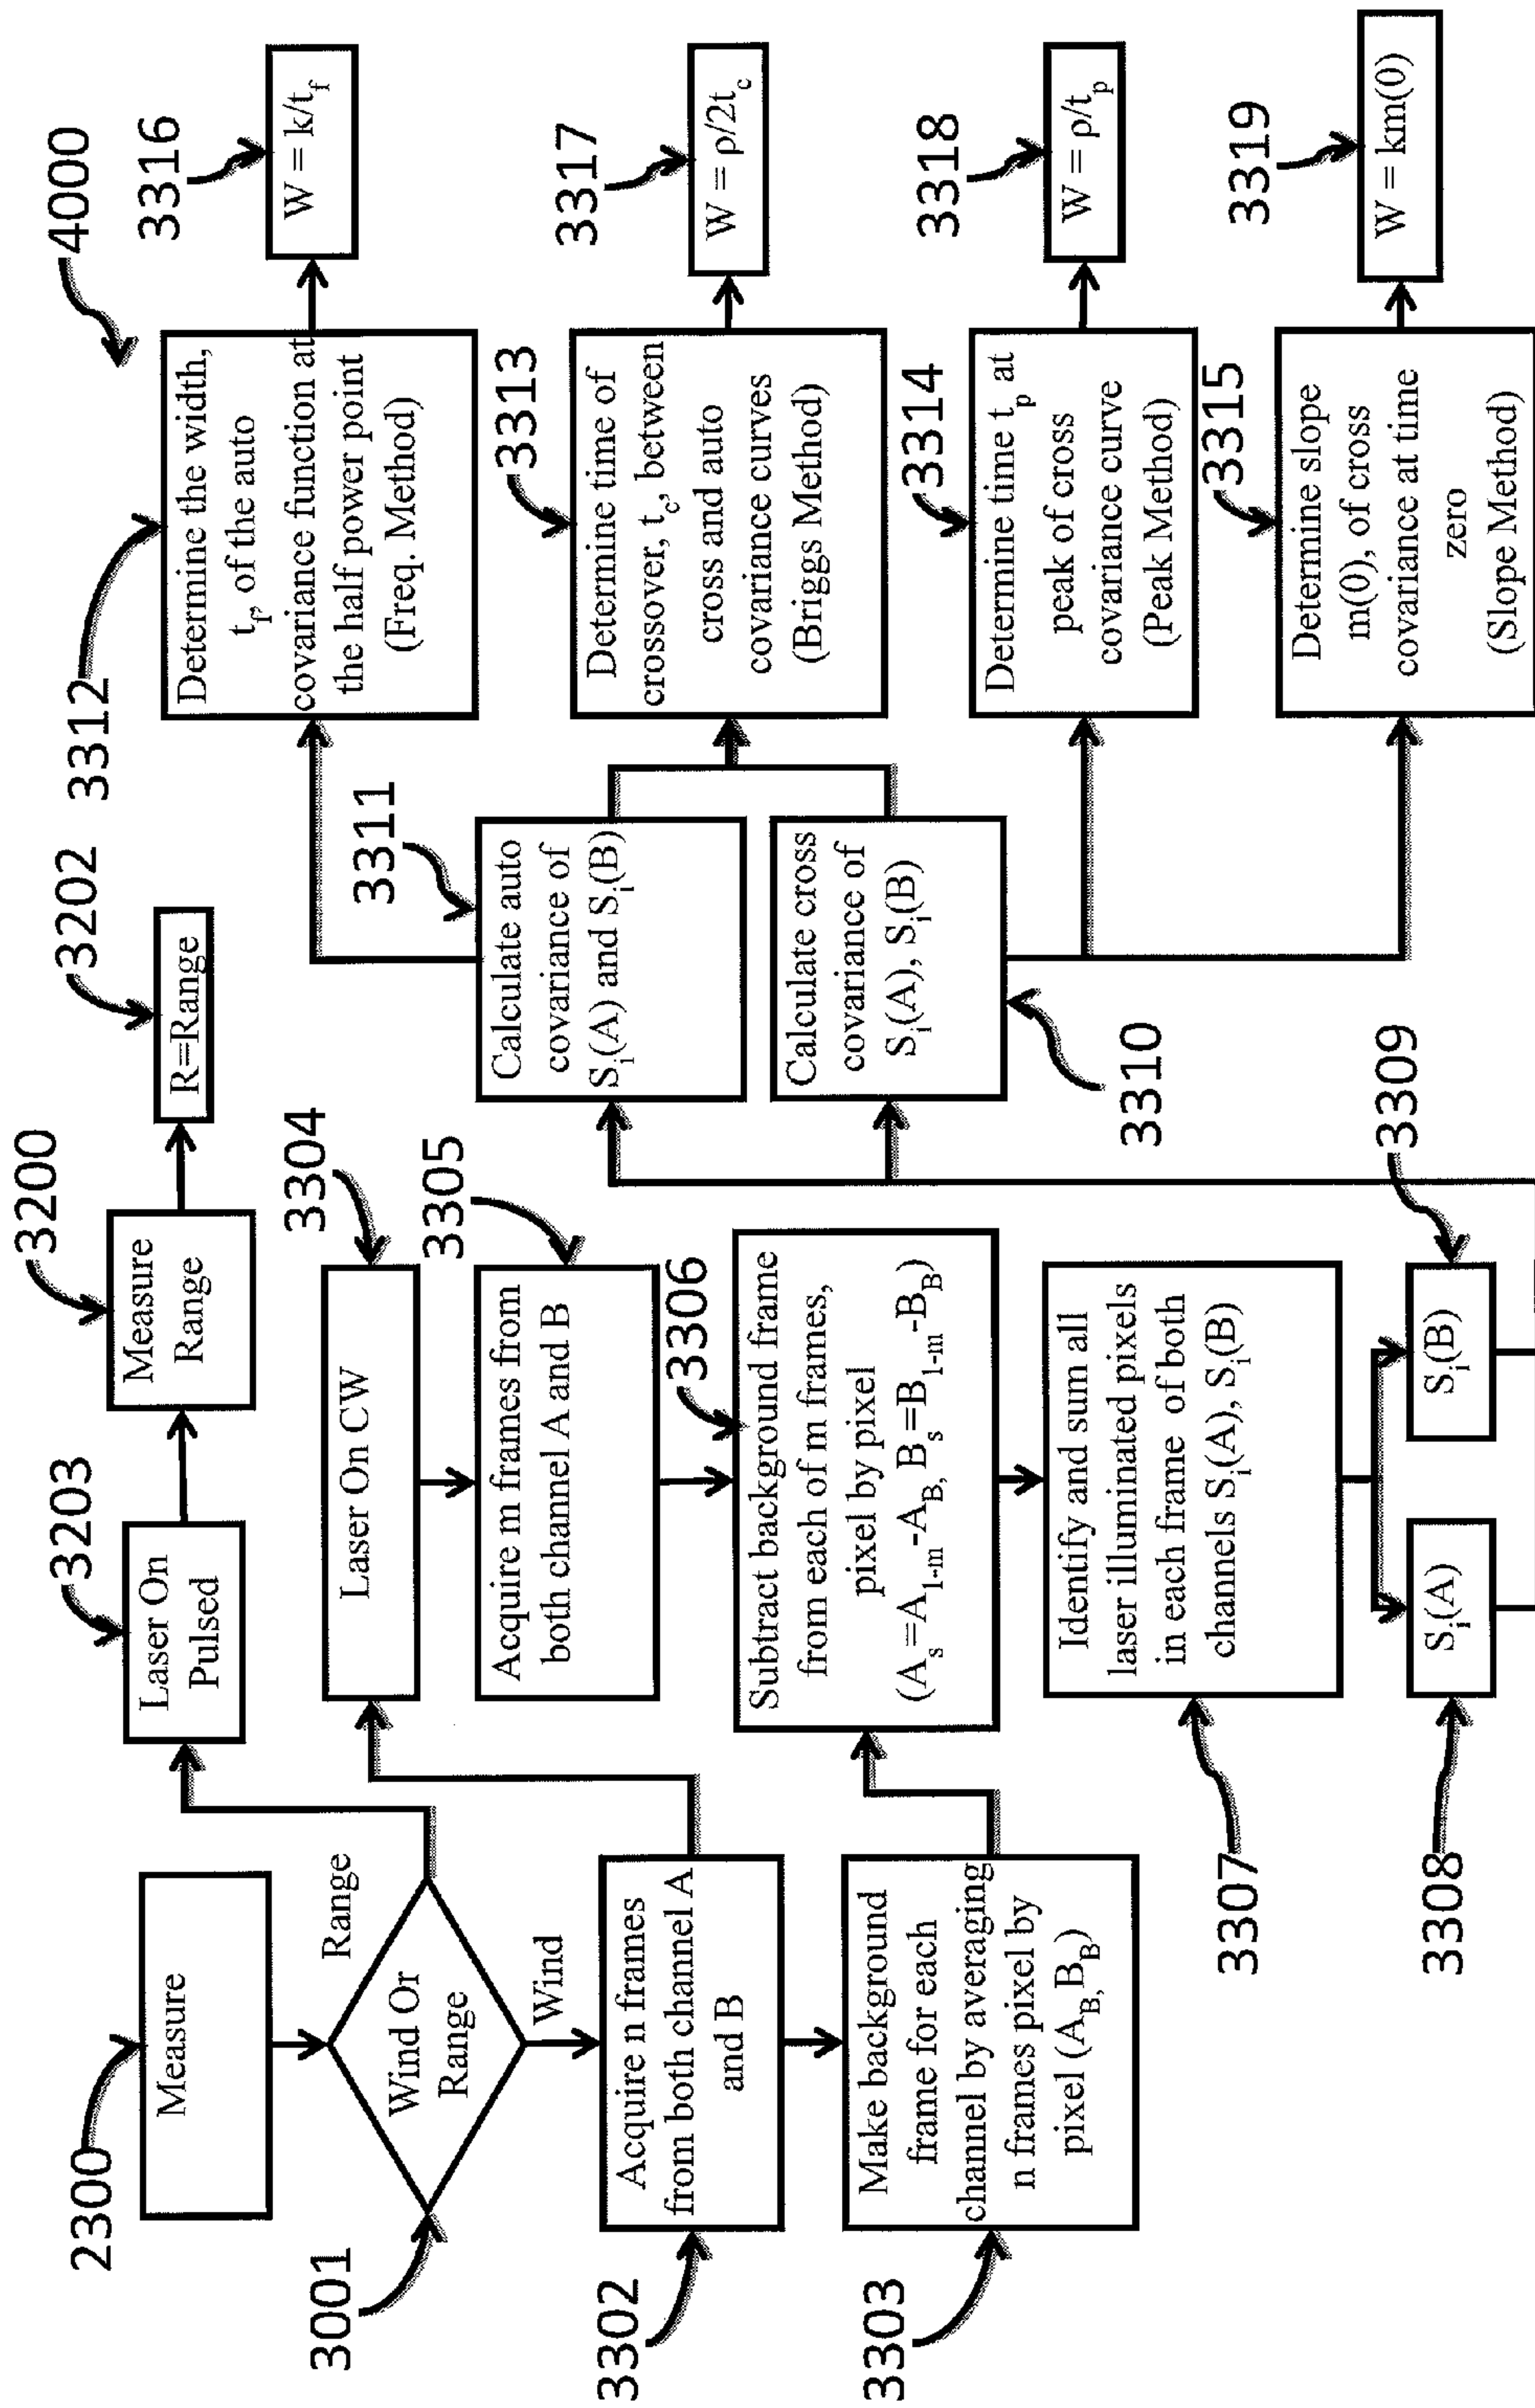 2300
Measure
3001
Wind Or
Range
Range
Wind
3302
Acquire n frames
from both channel A
and B
3303
Make background
frame for each
channel by averaging
n frames pixel by
pixel (A_B, B_B)
3203
Laser On
Pulsed
3200
Measure
Range
3202
R=Range
3304
Laser On CW
3305
Acquire m frames from
both channel A and B
3306
Subtract background frame
from each of m frames,
pixel by pixel
(A_s=A_1-m-A_B, B_s=B_1-m-B_B)
3307
Identify and sum all
laser illuminated pixels
in each frame of both
channels S_i(A), S_i(B)
3308
S_i(A)
3309
S_i(B)
3311
Calculate auto
covariance of
S_i(A) and S_i(B)
3310
Calculate cross
covariance of
S_i(A), S_i(B)
4000
3312
Determine the width,
t_f, of the auto
covariance function at
the half power point
(Freq. Method)
3316
W = k/t_f
3313
Determine time of
crossover, t_c, between
cross and auto
covariance curves
(Briggs Method)
3317
W = ρ/2t_c
3314
Determine time t_p at
peak of cross
covariance curve
(Peak Method)
3318
W = ρ/t_p
3315
Determine slope
m(0), of cross
covariance at time
zero
(Slope Method)
3319
W = km(0)